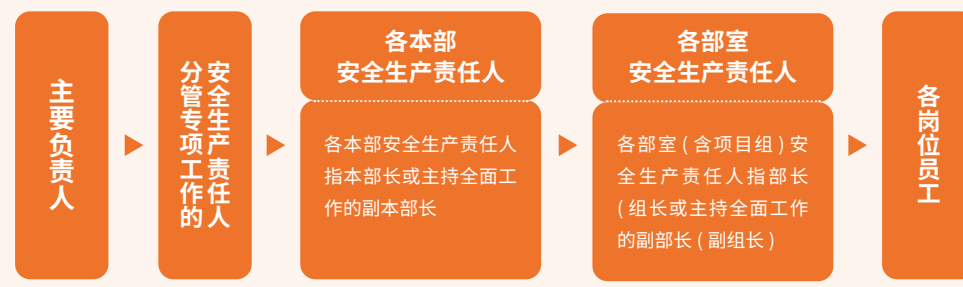 主要负责人
分管专项工作的
安全生产责任人
各本部
安全生产责任人
各本部安全生产责任人
指本部长或主持全面工
作的副本部长
各部室
安全生产责任人
各部室 ( 含项目组 ) 安
全生产责任人指部长
( 组长或主持全面工作
的副部长 ( 副组长 )
各岗位员工